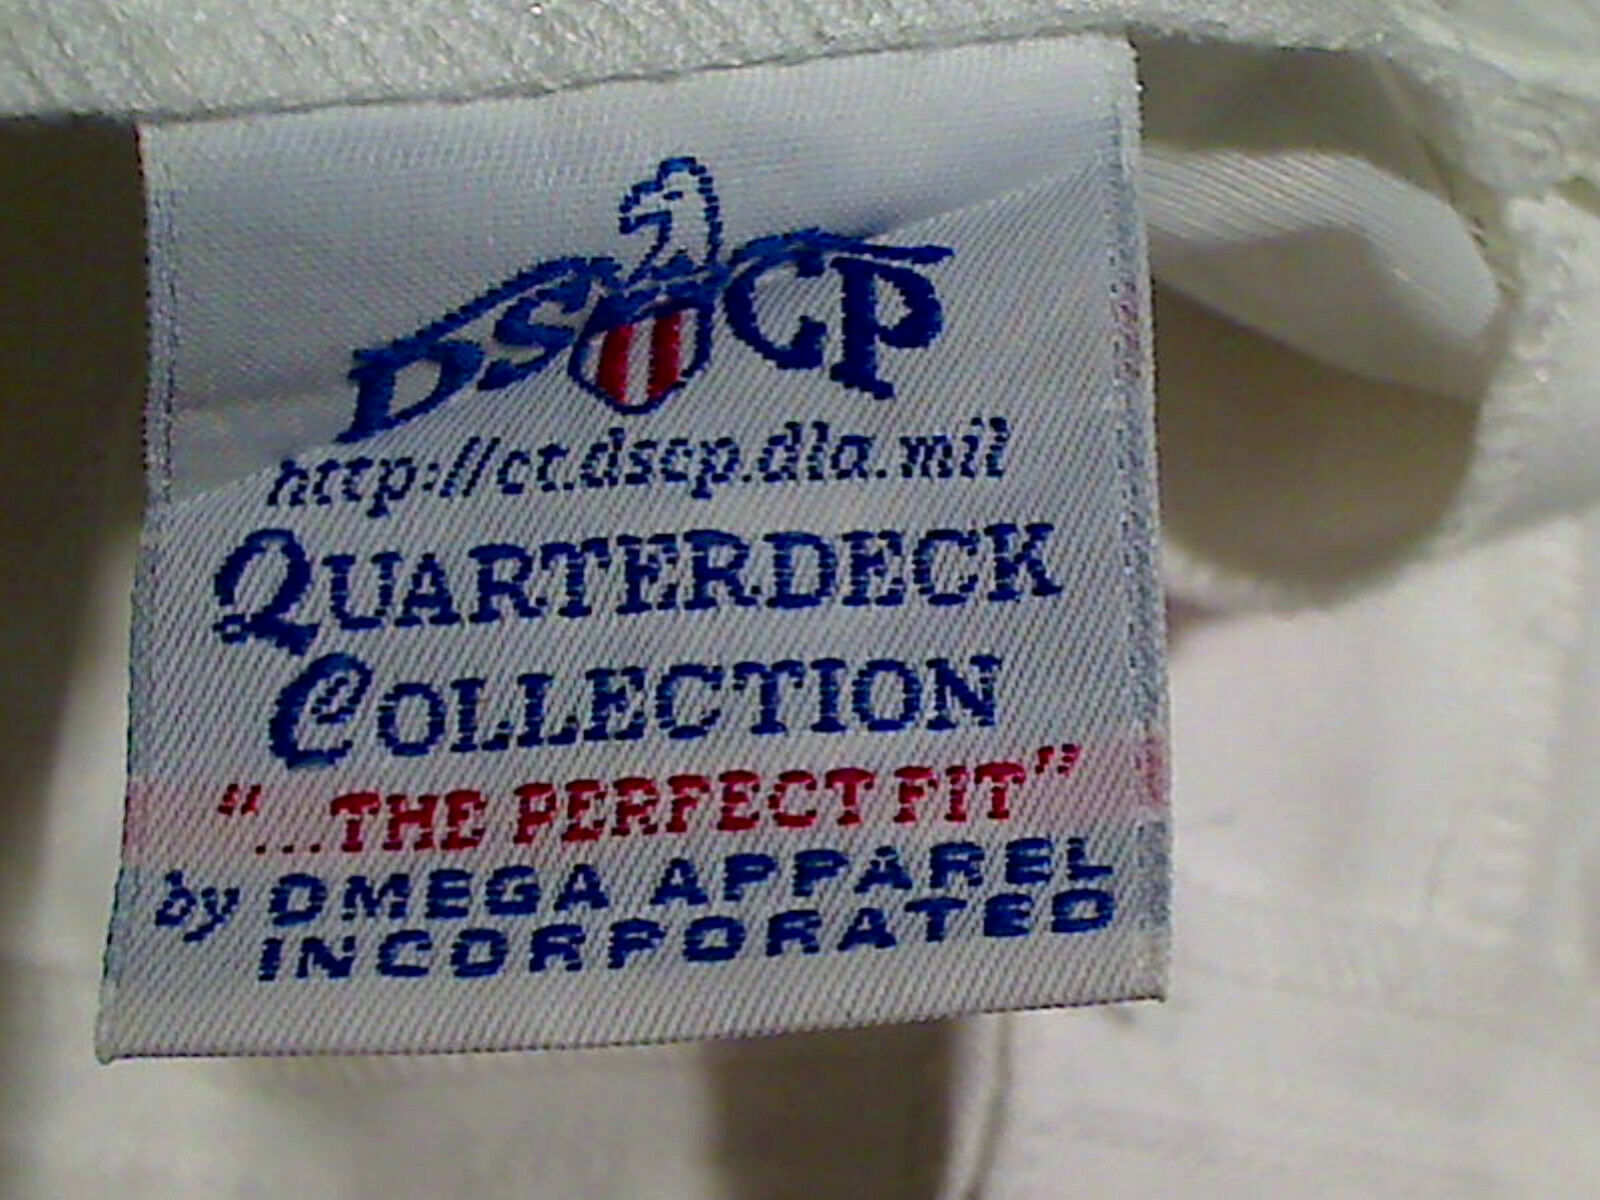 DSCP
http://ct.dscp.dla.mil
QUARTERDECK
COLLECTION
"...THE PERFECT FIT"
by OMEGA APPAREL
INCORPORATED